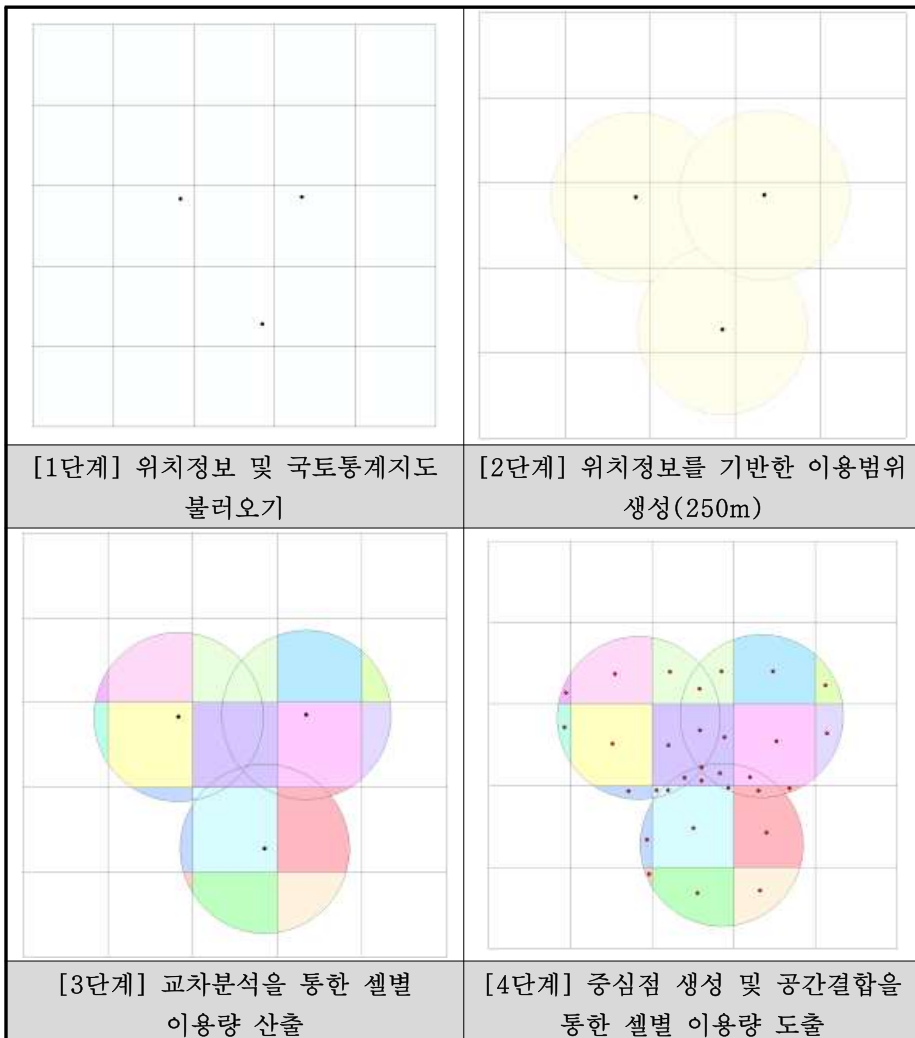 [1단계] 위치정보 및 국토통계지도
불러오기
[2단계] 위치정보를 기반한 이용범위
생성(250m)
[3단계] 교차분석을 통한 셀별
이용량 산출
[4단계] 중심점 생성 및 공간결합을
통한 셀별 이용량 도출